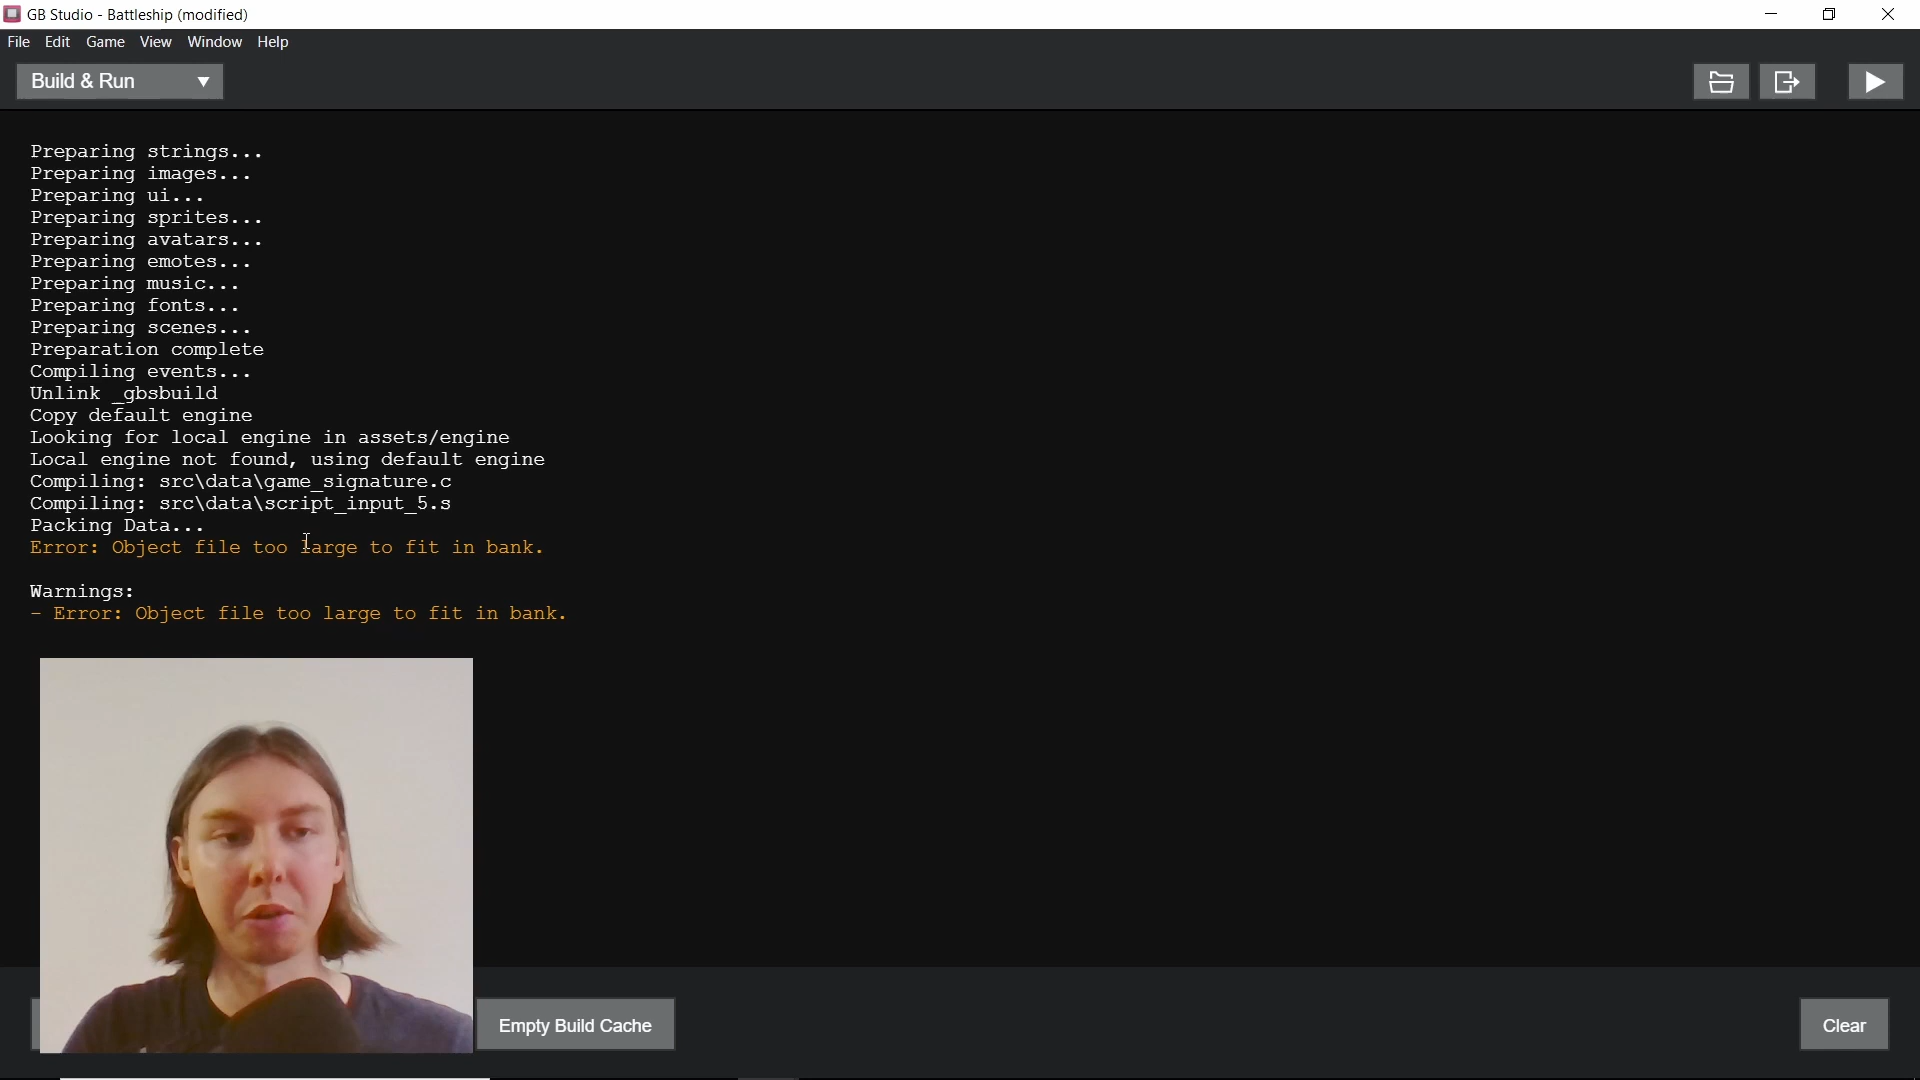 GB Studio - Battleship (modified)
File Edit Game View Window Help
Build & Run
Preparing strings...
Preparing images...
Preparing ui...
Preparing sprites...
Preparing avatars...
Preparing emotes...
Preparing music...
Preparing fonts...
Preparing scenes...
Preparation complete
Compiling events...
Unlink _gbsbuild
Copy default engine
Looking for local engine in assets/engine
Local engine not found, using default engine
Compiling: src\data\game_signature.c
Compiling: src\data\script_input_5.s
Packing Data...
Error: Object file too large to fit in bank.
Warnings:
- Error: Object file too large to fit in bank.
Empty Build Cache
Clear